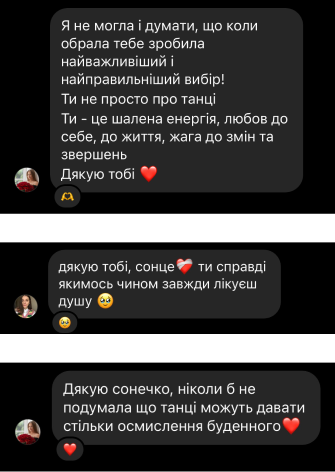 Я не могла і думати, що коли
обрала тебе зробила
найважливіший і
найправильніший вибір!
Ти не просто про танці
Ти - це шалена енергія, любов до
себе, до життя, жага до змін та
звершень
Дякую тобі ❤️
дякую тобі, сонце❤️‍🩹 ти справді
якимось чином завжди лікуєш
душу 🥹
Дякую сонечко, ніколи б не
подумала що танці можуть давати
стільки осмислення буденного❤️